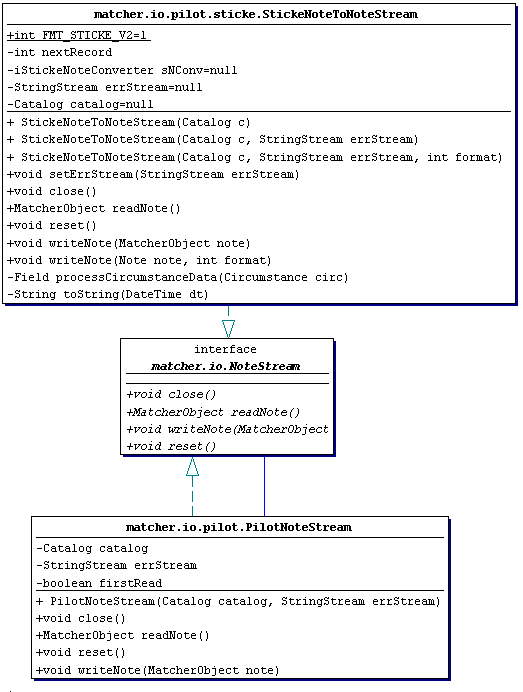 matcher.io.pilot.sticke.StickeNoteToNoteStream
+int FMT_STICKE_V2=1
-int nextRecord
-iStickeNoteConverter sNConv=null
-StringStream errStream=null
-Catalog catalog=null
+ StickeNoteToNoteStream(Catalog c)
+ StickeNoteToNoteStream(Catalog c, StringStream errStream)
+ StickeNoteToNoteStream(Catalog c, StringStream errStream, int format)
+void setErrStream(StringStream errStream)
+void close()
+MatcherObject readNote()
+void reset()
+void writeNote(MatcherObject note)
+void writeNote(Note note, int format)
-Field processCircumstanceData(Circumstance circ)
-String toString(DateTime dt)
interface
matcher.io.NoteStream
+void close()
+MatcherObject readNote()
+void writeNote(MatcherObject
+void reset()
matcher.io.pilot.PilotNoteStream
-Catalog catalog
-StringStream errStream
-boolean firstRead
+ PilotNoteStream(Catalog catalog, StringStream errStream)
+void close()
+MatcherObject readNote()
+void reset()
+void writeNote(MatcherObject note)